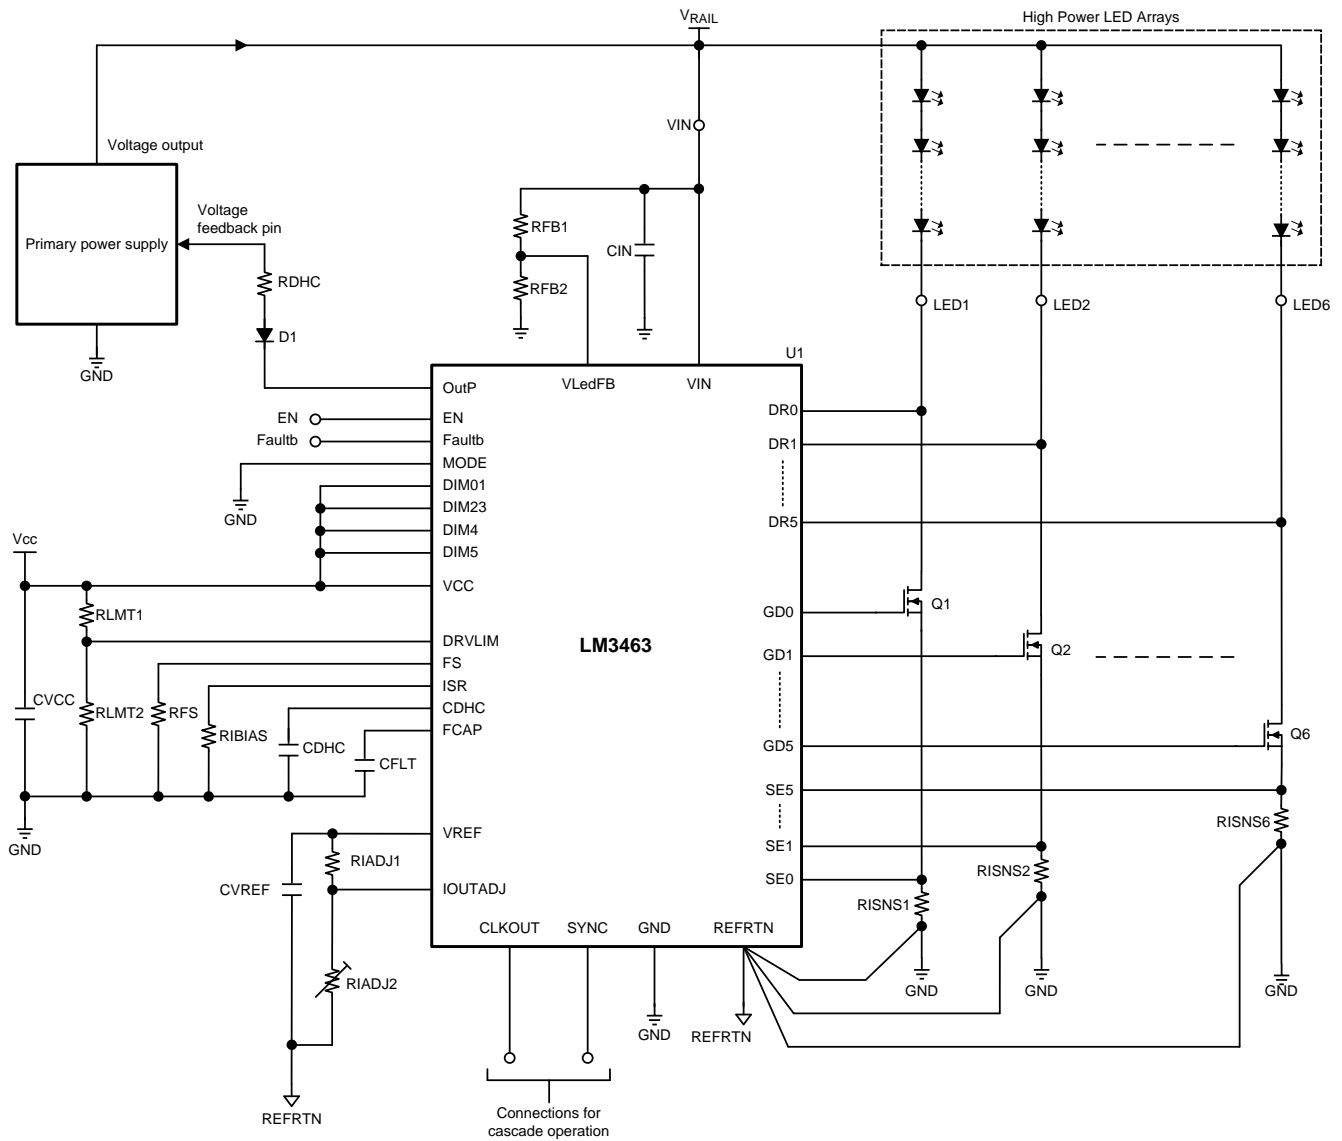 VRAIL
High Power LED Arrays
VIN
Voltage output
Voltage
feedback pin
Primary power supply
RFB1
CIN
RDHC
RFB2
LED1
LED2
LED6
D1
U1
GND
OutP
VLedFB
VIN
EN
EN
DR0
Faultb
Faultb
DR1
MODE
DIM01
GND
DIM23
DR5
DIM4
Vcc
DIM5
VCC
RLMT1
GD0
Q1
DRVLIM
LM3463
GD1
Q2
FS
ISR
CVCC
RLMT2
RFS
CDHC
RIBIAS
FCAP
Q6
CDHC
GD5
CFLT
SE5
RISNS6
GND
VREF
SE1
RIADJ1
RISNS2
CVREF
IOUTADJ
SE0
RISNS1
CLKOUT
SYNC
GND
REFRTN
RIADJ2
GND
GND
GND
GND
REFRTN
REFRTN
Connections for
cascade operation